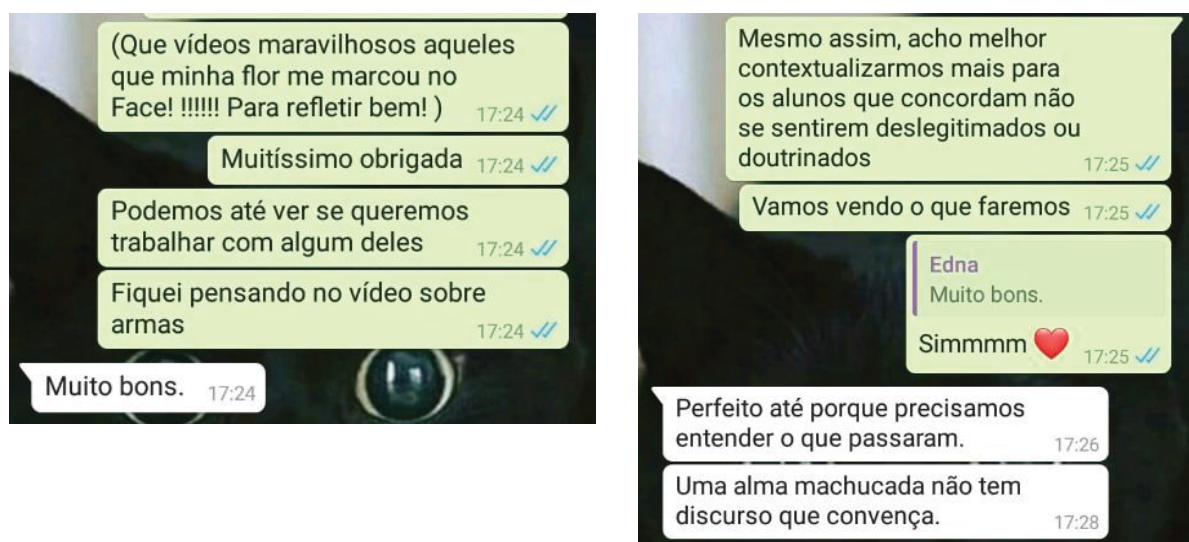 (Que vídeos maravilhosos aqueles
que minha flor me marcou no
Face! !!!!!! Para refletir bem! ) 17:24
Muitíssimo obrigada 17:24
Podemos até ver se queremos
trabalhar com algum deles 17:24
Fiquei pensando no vídeo sobre
armas 17:24
Muito bons. 17:24
Mesmo assim, acho melhor
contextualizarmos mais para
os alunos que concordam não
se sentirem deslegitimados ou
doutrinados 17:25
Vamos vendo o que faremos 17:25
Edna
Muito bons.
Simmmm ❤️ 17:25
Perfeito até porque precisamos
entender o que passaram. 17:26
Uma alma machucada não tem
discurso que convença. 17:28